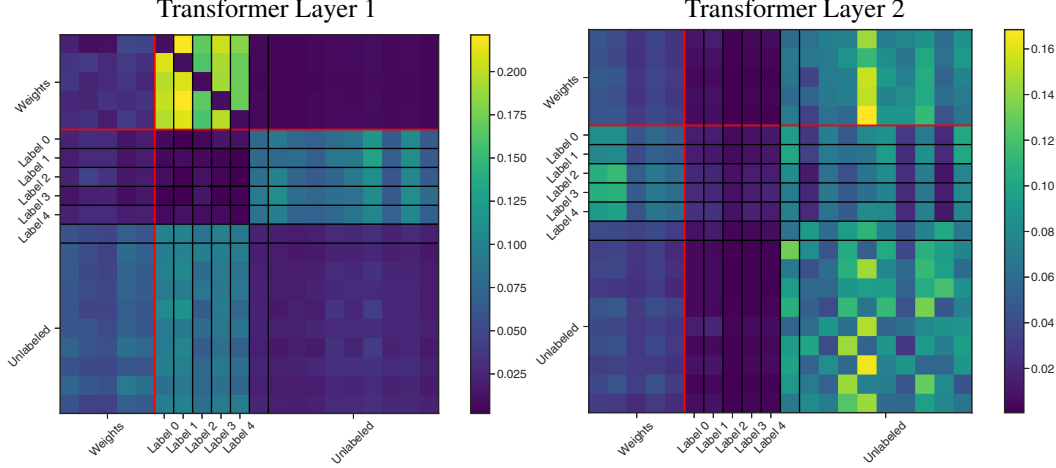 Transformer Layer 1
Weights
Label 0
Label 1
Label 2
Label 3
Label 4
Unlabeled
Weights
Label 0
Label 1
Label 2
Label 3
Label 4
Unlabeled
0.200
0.175
0.150
0.125
0.100
0.075
0.050
0.025
Transformer Layer 2
Weights
Label 0
Label 1
Label 2
Label 3
Label 4
Unlabeled
Weights
Label 0
Label 1
Label 2
Label 3
Label 4
Unlabeled
0.16
0.14
0.12
0.10
0.08
0.06
0.04
0.02